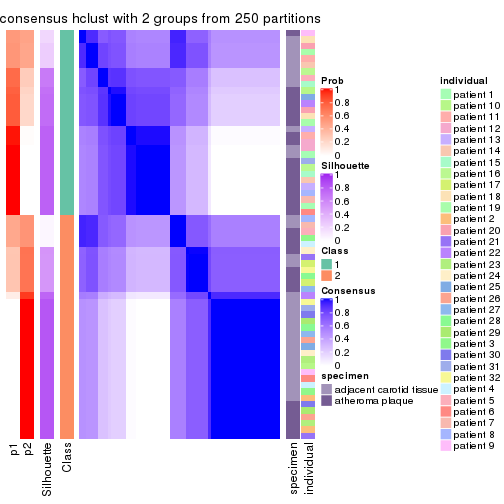 consensus hclust with 2 groups from 250 partitions
Prob
1
0.8
0.6
0.4
0.2
0
Silhouette
1
0.8
0.6
0.4
0.2
0
Class
1
2
Consensus
1
0.8
0.6
0.4
0.2
0
specimen
adjacent carotid tissue
atheroma plaque
individual
patient 1
patient 10
patient 11
patient 12
patient 13
patient 14
patient 15
patient 16
patient 17
patient 18
patient 19
patient 2
patient 20
patient 21
patient 22
patient 23
patient 24
patient 25
patient 26
patient 27
patient 28
patient 29
patient 3
patient 30
patient 31
patient 32
patient 4
patient 5
patient 6
patient 7
patient 8
patient 9
p1
p2
Silhouette
Class
specimen
individual